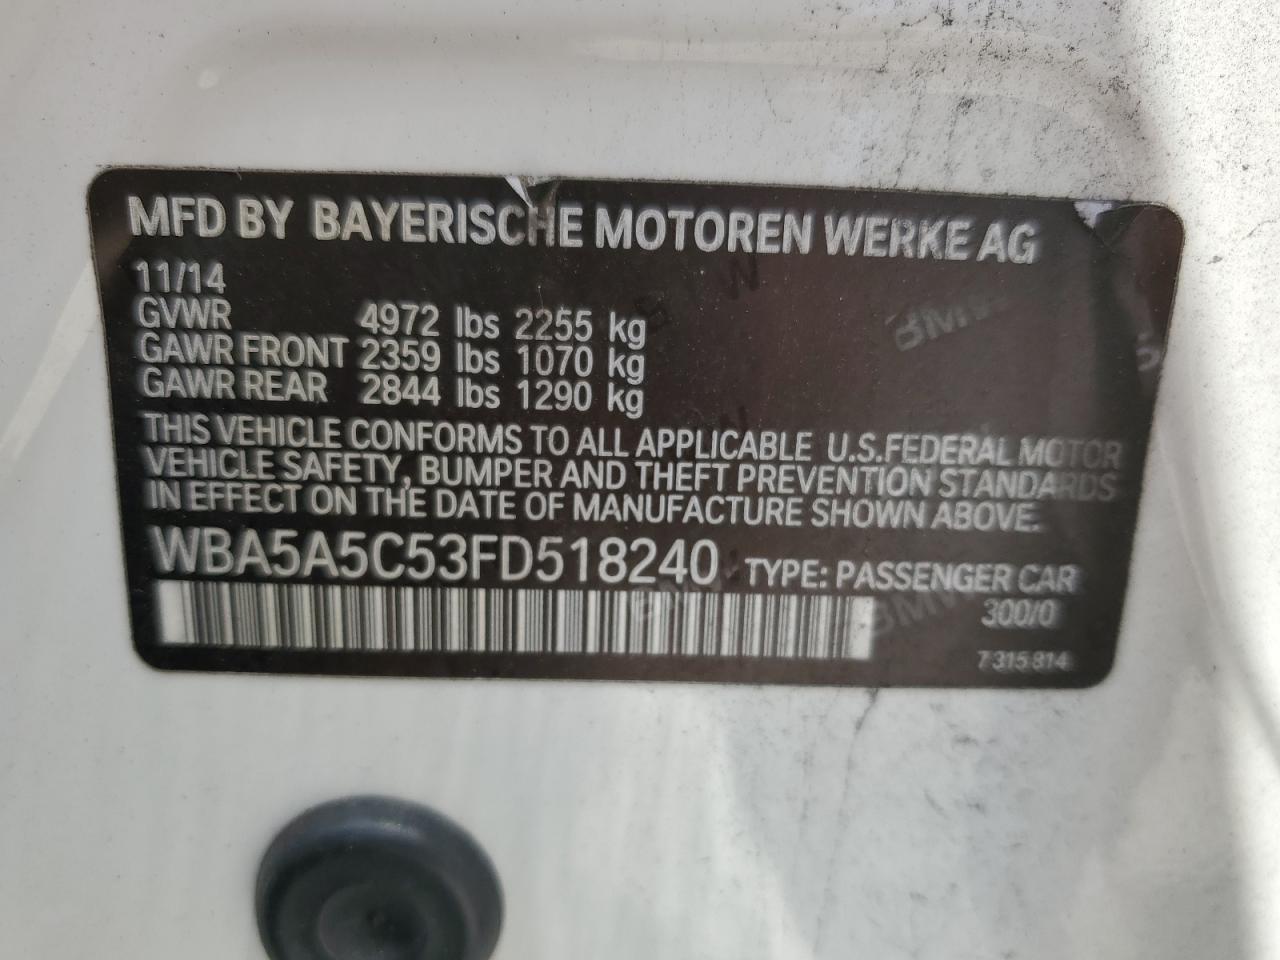 MFD BY BAYERISCHE MOTOREN WERKE AG
11/14
GVWR 4972 lbs 2255 kg
GAWR FRONT 2359 lbs 1070 kg
GAWR REAR 2844 lbs 1290 kg
THIS VEHICLE CONFORMS TO ALL APPLICABLE U.S.FEDERAL MOTOR
VEHICLE SAFETY, BUMPER AND THEFT PREVENTION STANDARDS
IN EFFECT ON THE DATE OF MANUFACTURE SHOWN ABOVE.
WBA5A5C53FD518240 TYPE: PASSENGER CAR
300/0
7 315 814